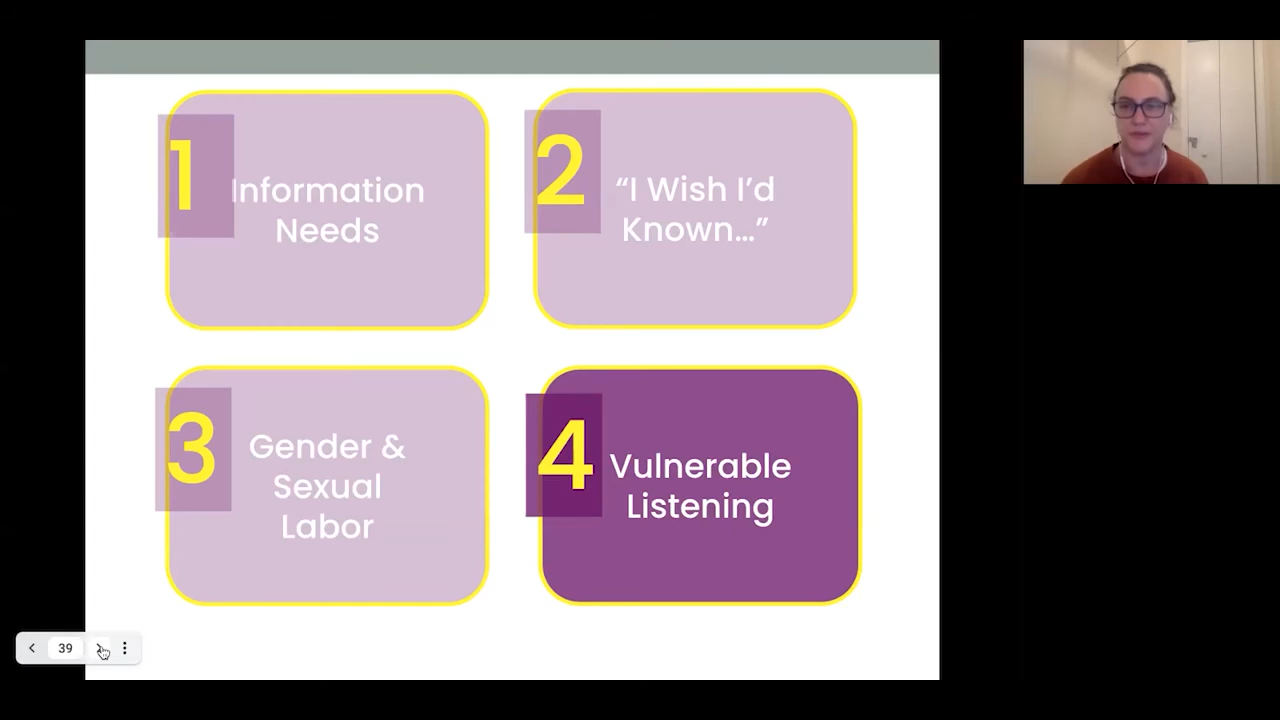 1
Information
Needs
2
“I Wish I’d
Known...”
3
Gender &
Sexual
Labor
4
Vulnerable
Listening
39